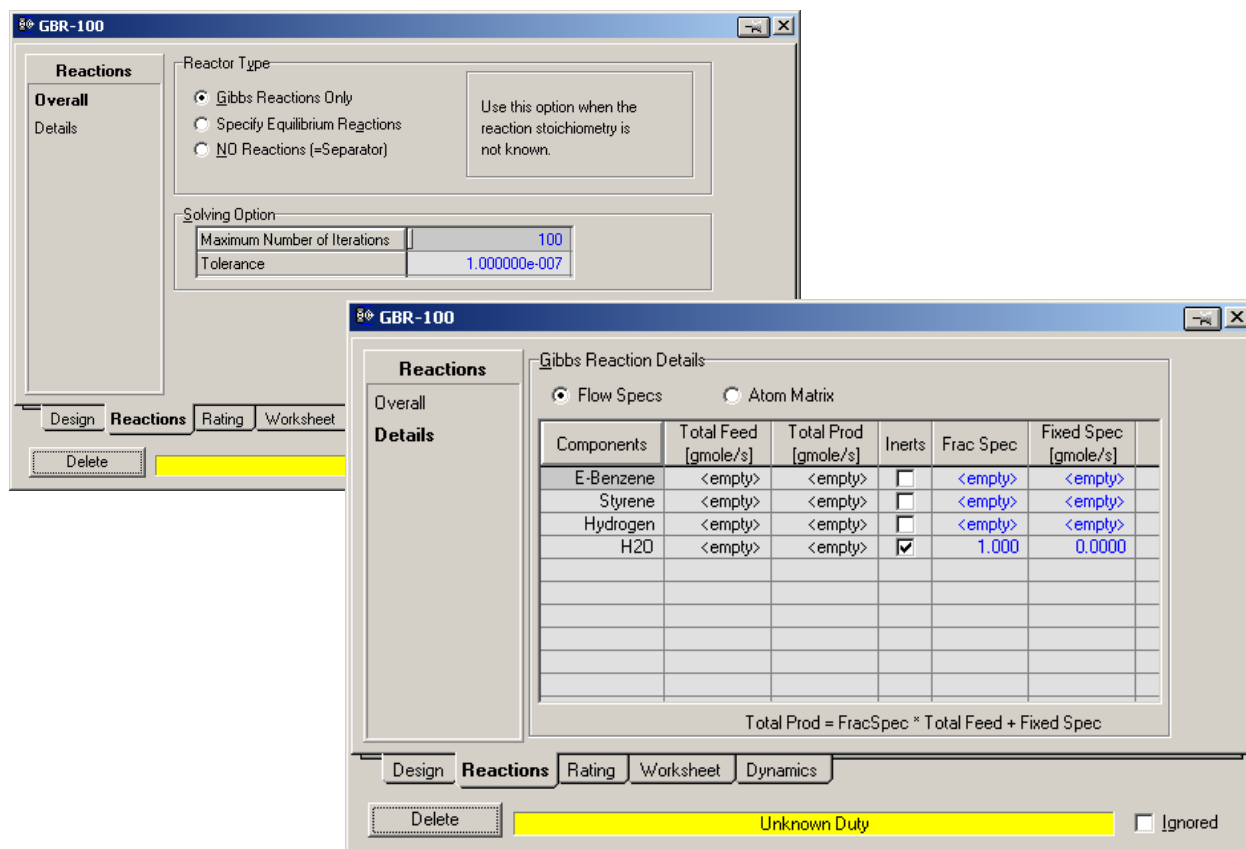 GBR-100
Reactions
Overall
Details
Reactor Type
Gibbs Reactions Only
Specify Equilibrium Reactions
NO Reactions (=Separator)
Use this option when the
reaction stoichiometry is
not known.
Solving Option
Maximum Number of Iterations 100
Tolerance 1.000000e-007
Design Reactions Rating Worksheet
Delete
GBR-100
Reactions
Overall
Details
Gibbs Reaction Details
Flow Specs Atom Matrix
Components Total Feed [gmole/s] Total Prod [gmole/s] Inerts Frac Spec Fixed Spec [gmole/s]
E-Benzene <empty> <empty> <empty> <empty>
Styrene <empty> <empty> <empty> <empty>
Hydrogen <empty> <empty> <empty> <empty>
H2O <empty> <empty> 1.000 0.0000
Total Prod = FracSpec * Total Feed + Fixed Spec
Design Reactions Rating Worksheet Dynamics
Delete Unknown Duty Ignored